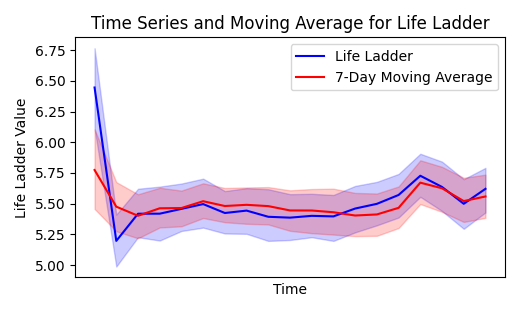 Time Series and Moving Average for Life Ladder
Life Ladder
7-Day Moving Average
Life Ladder Value
6.75
6.50
6.25
6.00
5.75
5.50
5.25
5.00
Time